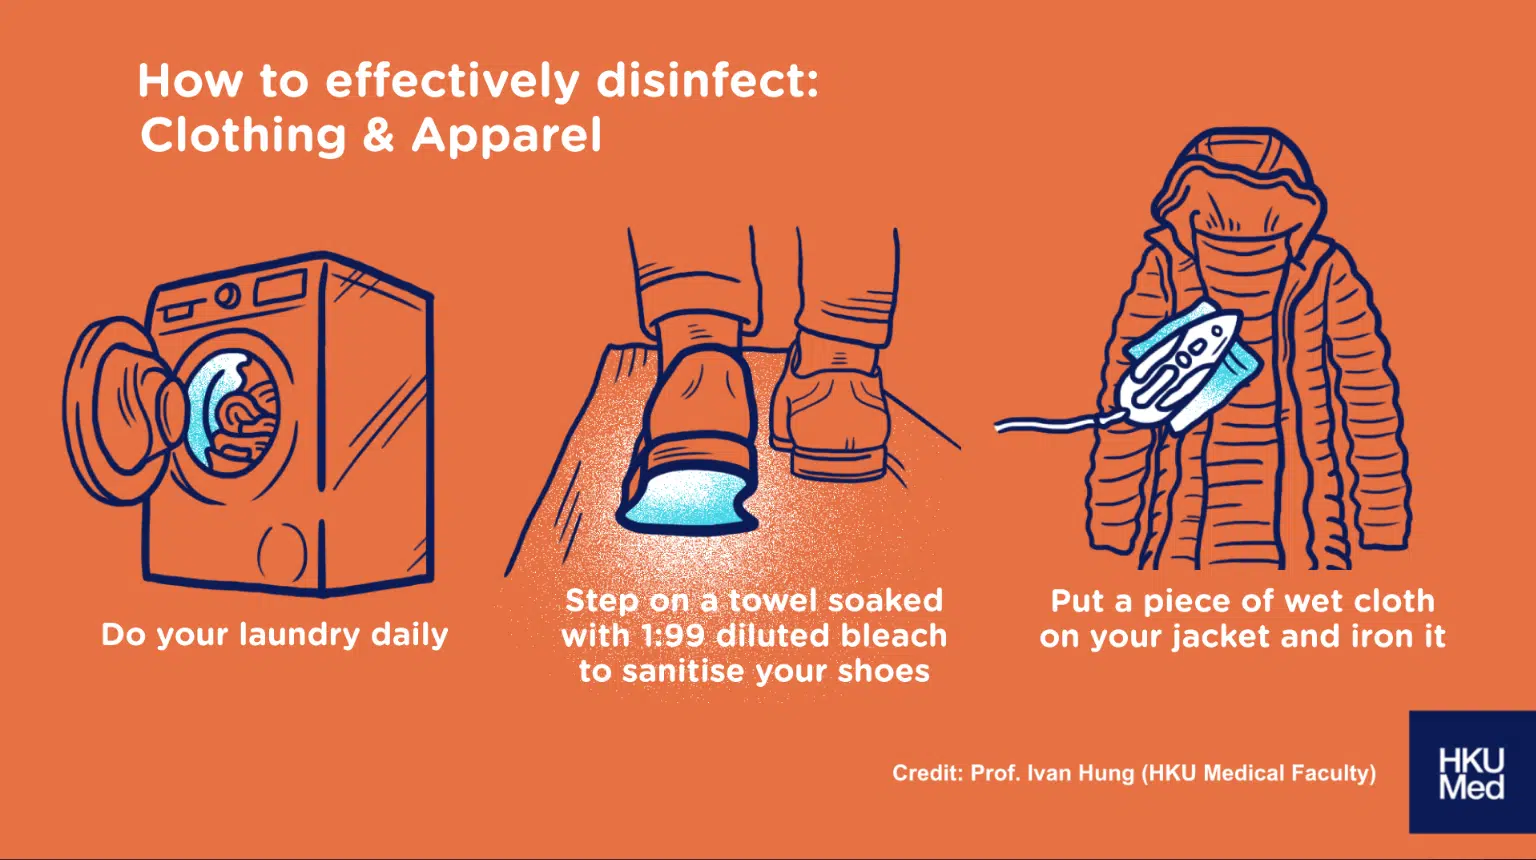 How to effectively disinfect:
Clothing & Apparel
Do your laundry daily
Step on a towel soaked
with 1:99 diluted bleach
to sanitise your shoes
Put a piece of wet cloth
on your jacket and iron it
Credit: Prof. Ivan Hung (HKU Medical Faculty)
HKU
Med